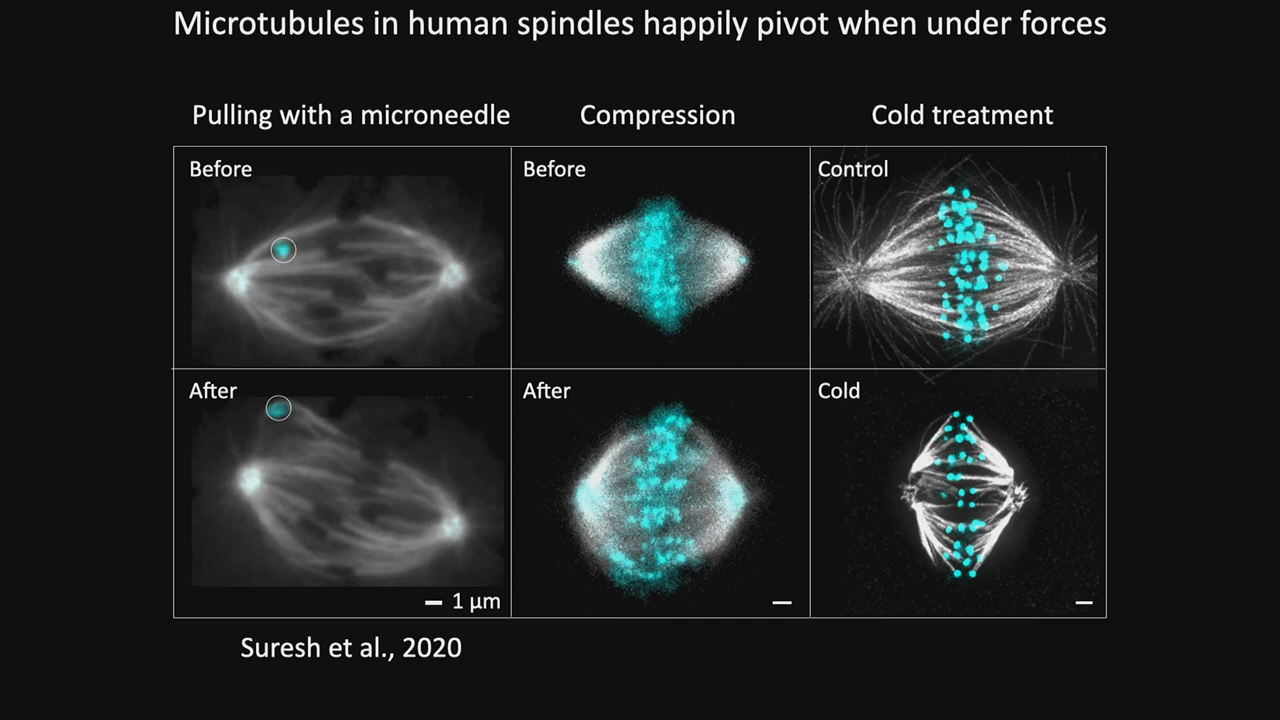 Microtubules in human spindles happily pivot when under forces
Pulling with a microneedle
Compression
Cold treatment
Before
Before
Control
After
After
Cold
1 μm
Suresh et al., 2020